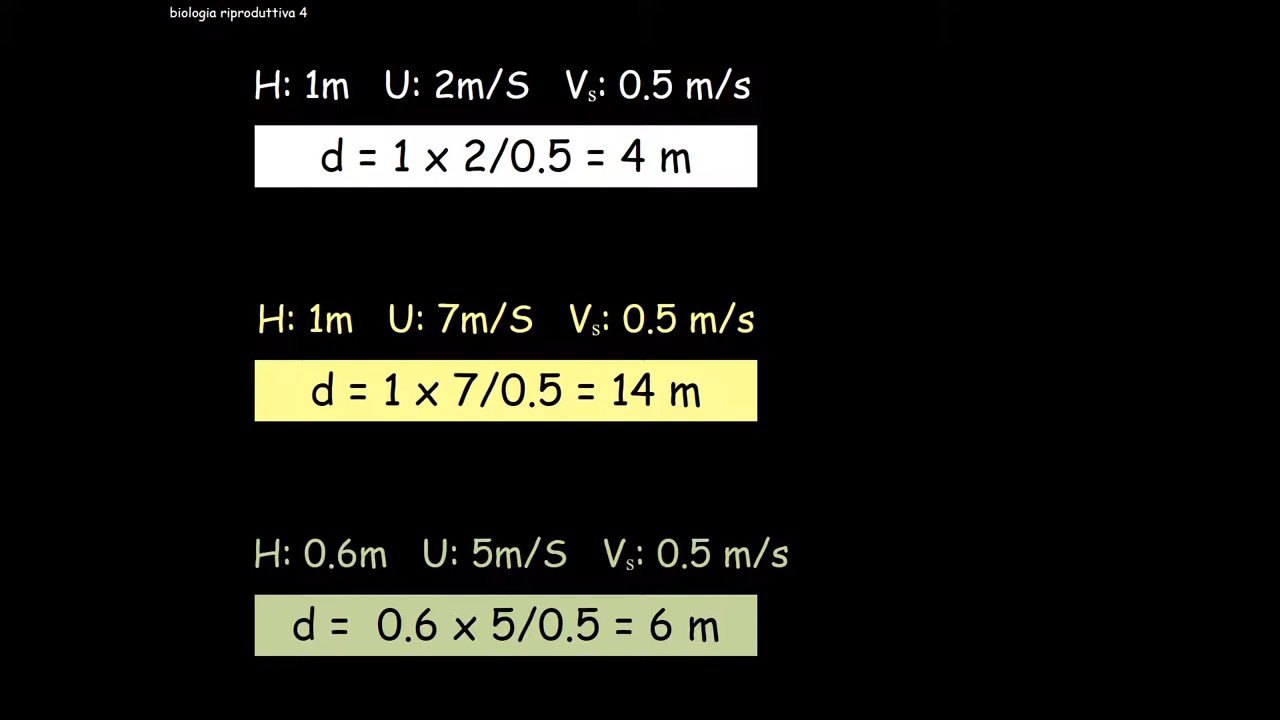 biologia riproduttiva 4
H: 1m U: 2m/S Vs: 0.5 m/s
d = 1 x 2/0.5 = 4 m
H: 1m U: 7m/S Vs: 0.5 m/s
d = 1 x 7/0.5 = 14 m
H: 0.6m U: 5m/S Vs: 0.5 m/s
d = 0.6 x 5/0.5 = 6 m